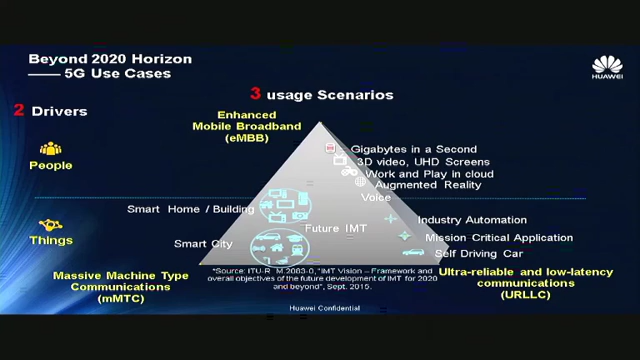 Beyond 2020 Horizon
—— 5G Use Cases
HUAWEI
3 usage Scenarios
2 Drivers
Enhanced
Mobile Broadband
(eMBB)
People
Gigabytes in a Second
3D video, UHD Screens
Work and Play in cloud
Augmented Reality
Voice
Smart Home / Building
Industry Automation
Future IMT
Things
Smart City
Mission Critical Application
Self Driving Car
Massive Machine Type
Communications
(mMTC)
"Source: ITU-R M.2083-0,"IMT Vision – Framework and
overall objectives of the future development of IMT for 2020
and beyond", Sept. 2015.
Ultra-reliable and low-latency
communications
(URLLC)
Huawei Confidential